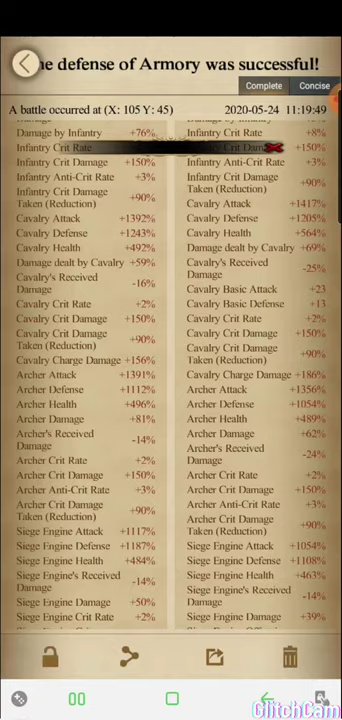 he defense of Armory was successful!
Complete
Concise
A battle occurred at (X: 105 Y: 45)
2020-05-24 11:19:49
Damage by Infantry +76%
Infantry Crit Rate
Infantry Crit Damage +150%
Infantry Anti-Crit Rate +3%
Infantry Crit Damage
Taken (Reduction) +90%
Cavalry Attack +1392%
Cavalry Defense +1243%
Cavalry Health +492%
Damage dealt by Cavalry +59%
Cavalry's Received
Damage -16%
Cavalry Crit Rate +2%
Cavalry Crit Damage +150%
Cavalry Crit Damage
Taken (Reduction) +90%
Cavalry Charge Damage +156%
Archer Attack +1391%
Archer Defense +1112%
Archer Health +496%
Archer Damage +81%
Archer's Received
Damage -14%
Archer Crit Rate +2%
Archer Crit Damage +150%
Archer Anti-Crit Rate +3%
Archer Crit Damage
Taken (Reduction) +90%
Siege Engine Attack +1117%
Siege Engine Defense +1187%
Siege Engine Health +484%
Siege Engine's Received
Damage -14%
Siege Engine Damage +50%
Siege Engine Crit Rate +2%
Infantry Crit Rate +8%
Crit Dam +150%
Infantry Anti-Crit Rate +3%
Infantry Crit Damage
Taken (Reduction) +90%
Cavalry Attack +1417%
Cavalry Defense +1205%
Cavalry Health +564%
Damage dealt by Cavalry +69%
Cavalry's Received
Damage -25%
Cavalry Basic Attack +23
Cavalry Basic Defense +13
Cavalry Crit Rate +2%
Cavalry Crit Damage +150%
Cavalry Crit Damage
Taken (Reduction) +90%
Cavalry Charge Damage +186%
Archer Attack +1356%
Archer Defense +1054%
Archer Health +489%
Archer Damage +62%
Archer's Received
Damage -24%
Archer Crit Rate +2%
Archer Crit Damage +150%
Archer Anti-Crit Rate +3%
Archer Crit Damage
Taken (Reduction) +90%
Siege Engine Attack +1054%
Siege Engine Defense +1108%
Siege Engine Health +463%
Siege Engine's Received
Damage -14%
Siege Engine Damage +39%
GlitchCam